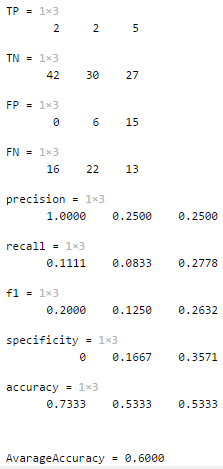 TP = 1×3
2 2 5
TN = 1×3
42 30 27
FP = 1×3
0 6 15
FN = 1×3
16 22 13
precision = 1×3
1.0000 0.2500 0.2500
recall = 1×3
0.1111 0.0833 0.2778
f1 = 1×3
0.2000 0.1250 0.2632
specificity = 1×3
0 0.1667 0.3571
accuracy = 1×3
0.7333 0.5333 0.5333
AvarageAccuracy = 0.6000